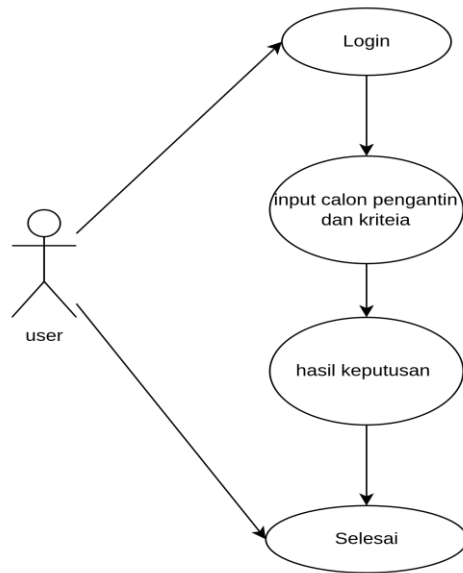 Login
input calon pengantin
dan kriteia
user
hasil keputusan
Selesai